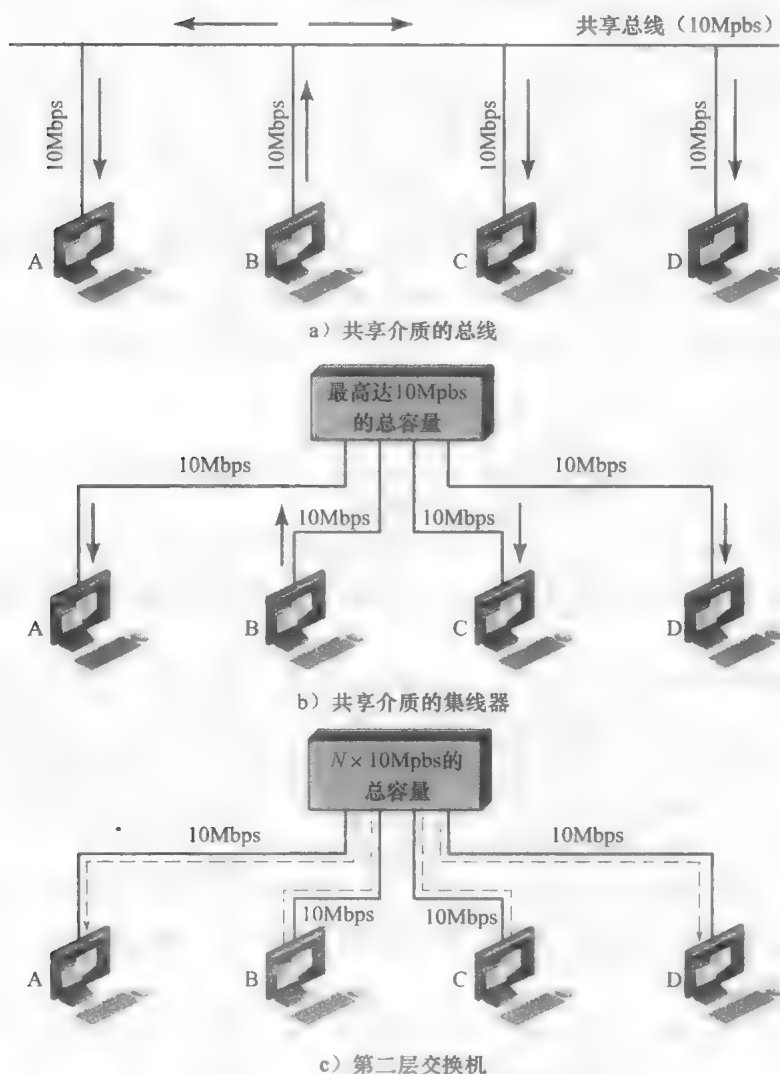 共享总线（10Mpbs）
10Mbps
10Mbps
10Mbps
10Mbps
A
B
C
D
a）共享介质的总线
最高达10Mpbs
的总容量
10Mbps
10Mbps
10Mbps
10Mbps
A
B
C
D
b）共享介质的集线器
N×10Mpbs的
总容量
10Mbps
10Mbps
10Mbps
10Mbps
A
B
C
D
c）第二层交换机